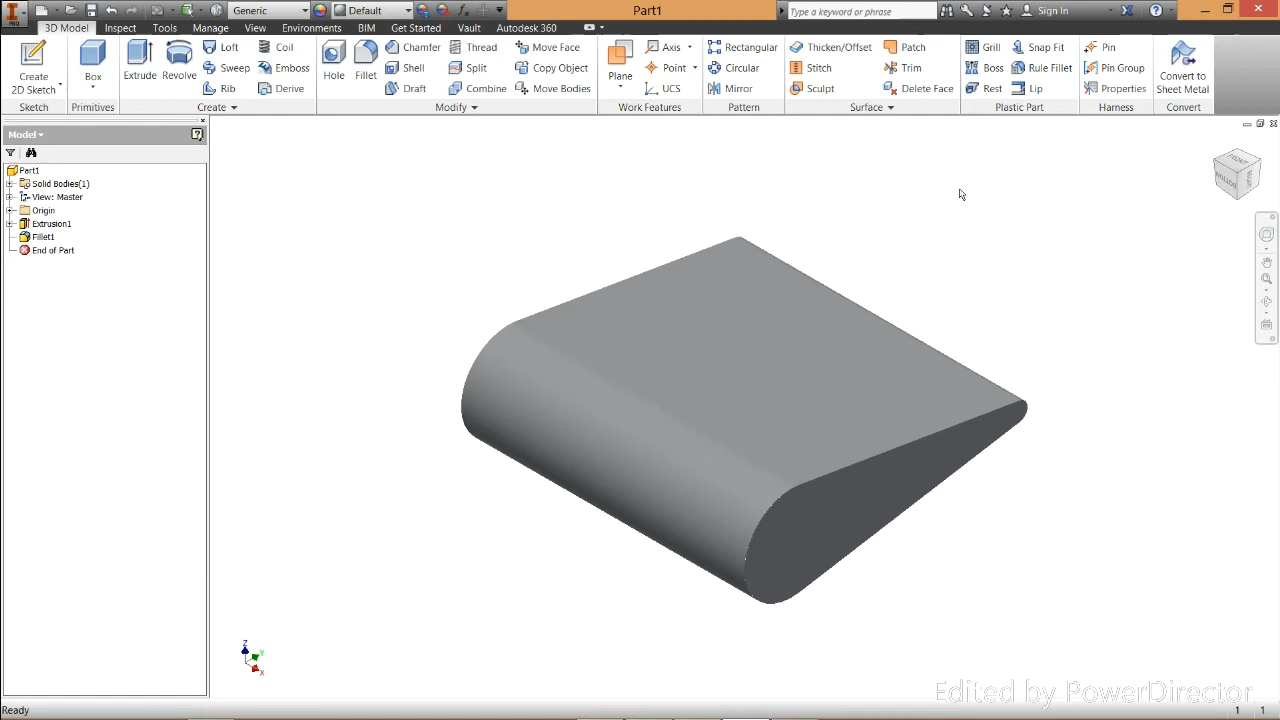 PRO
Generic
Default
fx
Part1
Type a keyword or phrase
Sign In
3D Model Inspect Tools Manage View Environments BIM Get Started Vault Autodesk 360
Create 2D Sketch
Box
Extrude
Revolve
Loft
Sweep
Rib
Coil
Emboss
Derive
Hole
Fillet
Chamfer
Shell
Draft
Thread
Split
Combine
Move Face
Copy Object
Move Bodies
Plane
Axis
Point
UCS
Rectangular
Circular
Mirror
Thicken/Offset
Stitch
Sculpt
Patch
Trim
Delete Face
Grill
Boss
Rest
Snap Fit
Rule Fillet
Lip
Pin
Pin Group
Properties
Convert to Sheet Metal
Sketch Primitives Create Modify Work Features Pattern Surface Plastic Part Harness Convert
Model
Part1
Solid Bodies(1)
View: Master
Origin
Extrusion1
Fillet1
End of Part
FRONT
BOTTOM
Z
Y
X
Edited by PowerDirector
Ready
1 1